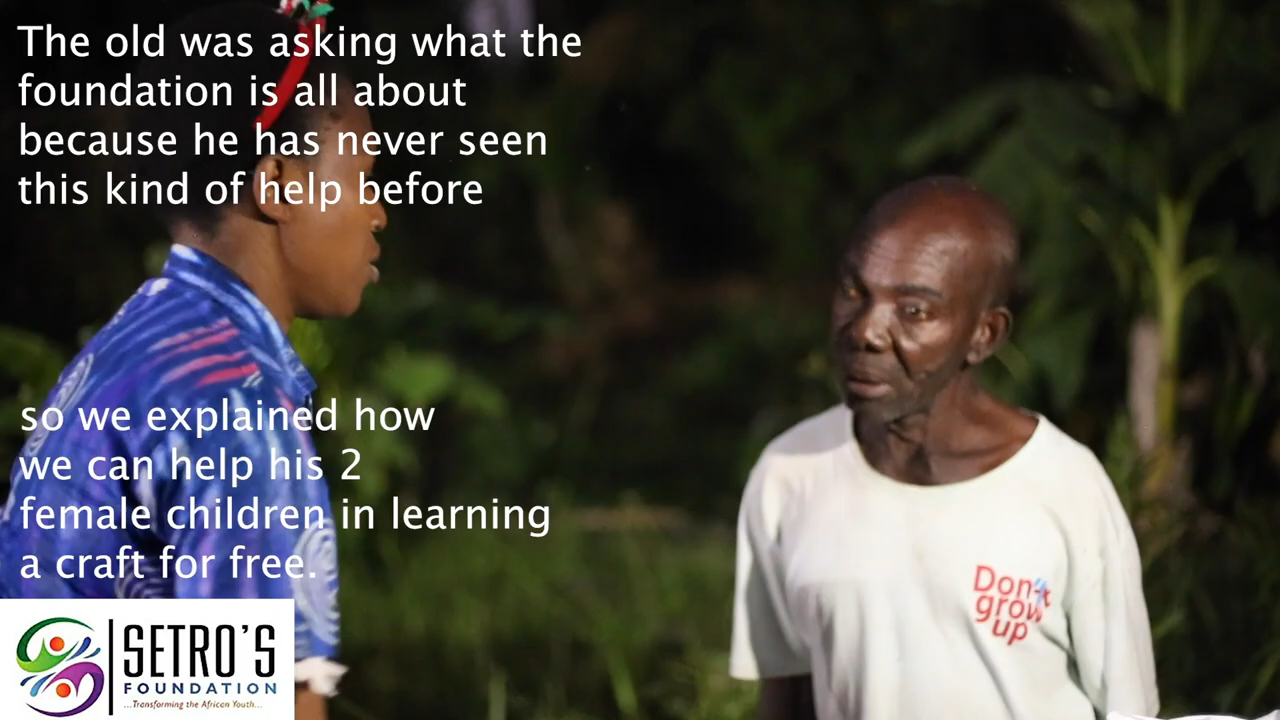 The old was asking what the
foundation is all about
because he has never seen
this kind of help before
so we explained how
we can help his 2
female children in learning
a craft for free.
Don't
grow
up
SETRO'S
FOUNDATION
...Transforming the African Youth...